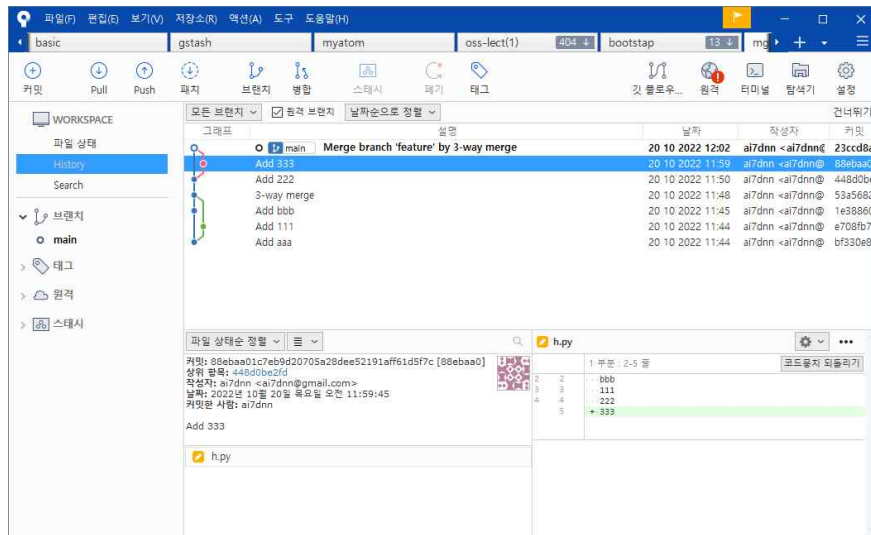 파일(F) 편집(E) 보기(V) 저장소(R) 액션(A) 도구 도움말(H)
basic gstash myatom oss-lect(1) 404 ↓ bootstap 13 ↓
커밋 Pull Push 패치 브랜치 병합 스태시 폐기 태그 깃 플로우... 원격 터미널 탐색기 설정
WORKSPACE
파일 상태
History
Search
브랜치
main
태그
원격
스태시
모든 브랜치 원격 브랜치 날짜순으로 정렬 건너뛰기
그래프 설명 날짜 작성자 커밋
main Merge branch 'feature' by 3-way merge 20 10 2022 12:02 ai7dnn <ai7dnn@ 23ccd8a
Add 333 20 10 2022 11:59 ai7dnn <ai7dnn@ 88ebaa0
Add 222 20 10 2022 11:50 ai7dnn <ai7dnn@ 448d0be
3-way merge 20 10 2022 11:48 ai7dnn <ai7dnn@ 53a5682
Add bbb 20 10 2022 11:45 ai7dnn <ai7dnn@ 1e38860
Add 111 20 10 2022 11:44 ai7dnn <ai7dnn@ e708fb7
Add aaa 20 10 2022 11:44 ai7dnn <ai7dnn@ bf330e8
파일 상태순 정렬
커밋: 88ebaa01c7eb9d20705a28dee52191aff61d5f7c [88ebaa0]
상위 항목: 448d0be2fd
작성자: ai7dnn <ai7dnn@gmail.com>
날짜: 2022년 10월 20일 목요일 오전 11:59:45
커밋한 사람: ai7dnn
Add 333
h.py
h.py
1 부분 : 2-5 줄 코드뭉치 되돌리기
2 2 bbb
3 3 111
4 4 222
5 + 333